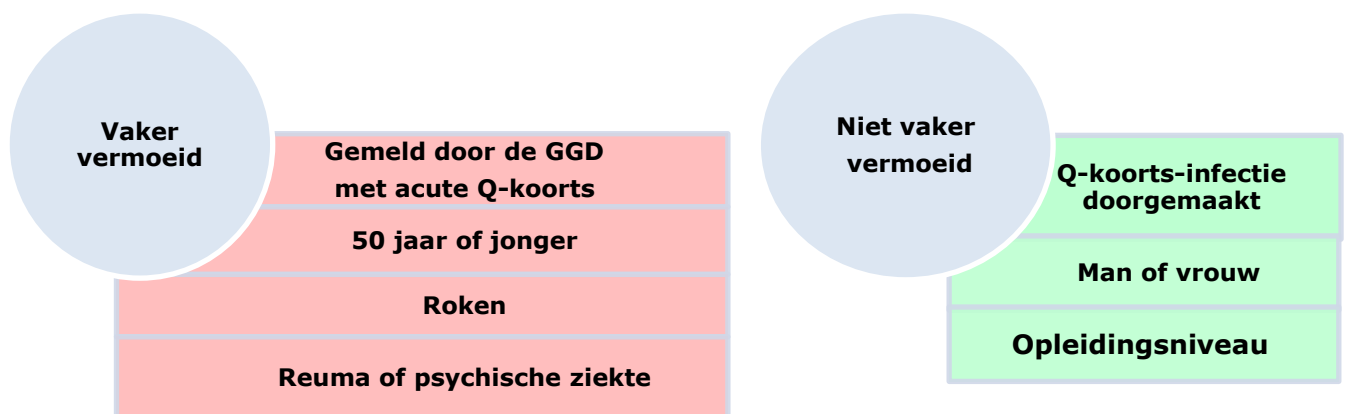 Vaker
vermoeid
Gemeld door de GGD
met acute Q-koorts
50 jaar of jonger
Roken
Reuma of psychische ziekte
Niet vaker
vermoeid
Q-koorts-infectie
doorgemaakt
Man of vrouw
Opleidingsniveau